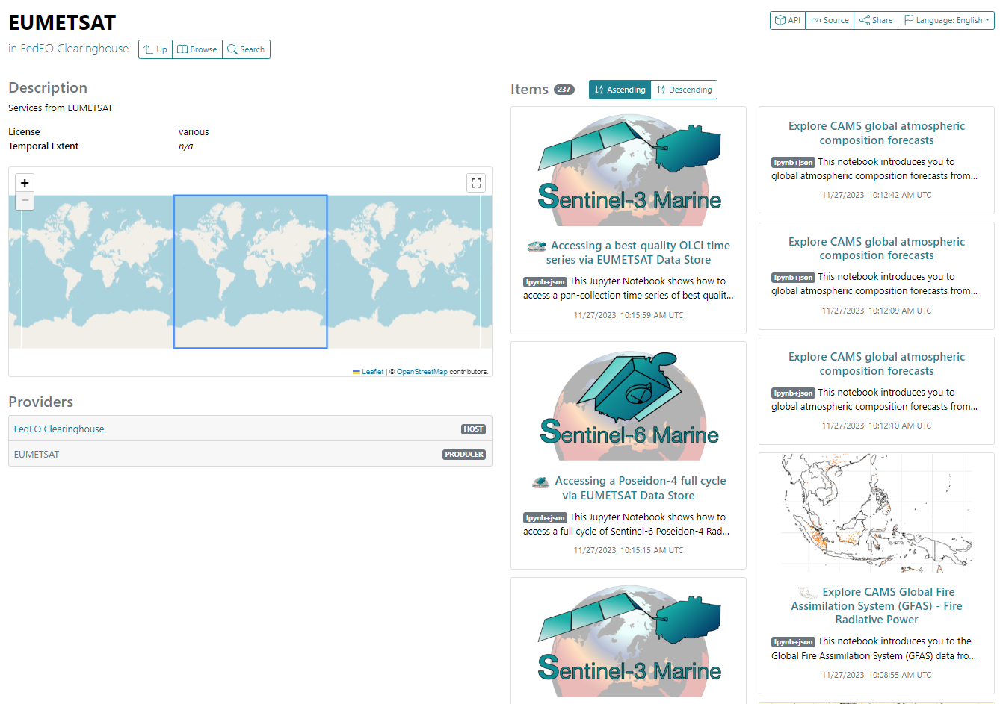 EUMETSAT
in FedEO Clearinghouse
Up
Browse
Search
API
Source
Share
Language: English
Description
Services from EUMETSAT
License various
Temporal Extent n/a
+
−
Leaflet | © OpenStreetMap contributors.
Providers
FedEO Clearinghouse HOST
EUMETSAT PRODUCER
Items 237
Ascending
Descending
Sentinel-3 Marine
Accessing a best-quality OLCI time
series via EUMETSAT Data Store
Ipynb+json This Jupyter Notebook shows how to
access a pan-collection time series of best qualit...
11/27/2023, 10:15:59 AM UTC
Sentinel-6 Marine
Accessing a Poseidon-4 full cycle
via EUMETSAT Data Store
Ipynb+json This Jupyter Notebook shows how to
access a full cycle of Sentinel-6 Poseidon-4 Rad...
11/27/2023, 10:15:15 AM UTC
Sentinel-3 Marine
Explore CAMS global atmospheric
composition forecasts
Ipynb+json This notebook introduces you to
global atmospheric composition forecasts from...
11/27/2023, 10:12:42 AM UTC
Explore CAMS global atmospheric
composition forecasts
Ipynb+json This notebook introduces you to
global atmospheric composition forecasts from...
11/27/2023, 10:12:09 AM UTC
Explore CAMS global atmospheric
composition forecasts
Ipynb+json This notebook introduces you to
global atmospheric composition forecasts from...
11/27/2023, 10:12:10 AM UTC
Explore CAMS Global Fire
Assimilation System (GFAS) - Fire
Radiative Power
Ipynb+json This notebook introduces you to the
Global Fire Assimilation System (GFAS) data fro...
11/27/2023, 10:08:55 AM UTC